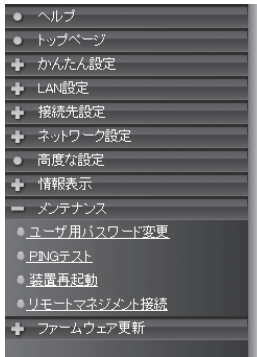 ヘルプ
トップページ
かんたん設定
LAN設定
接続先設定
ネットワーク設定
高度な設定
情報表示
メンテナンス
ユーザ用パスワード変更
PINGテスト
装置再起動
リモートマネジメント接続
ファームウェア更新